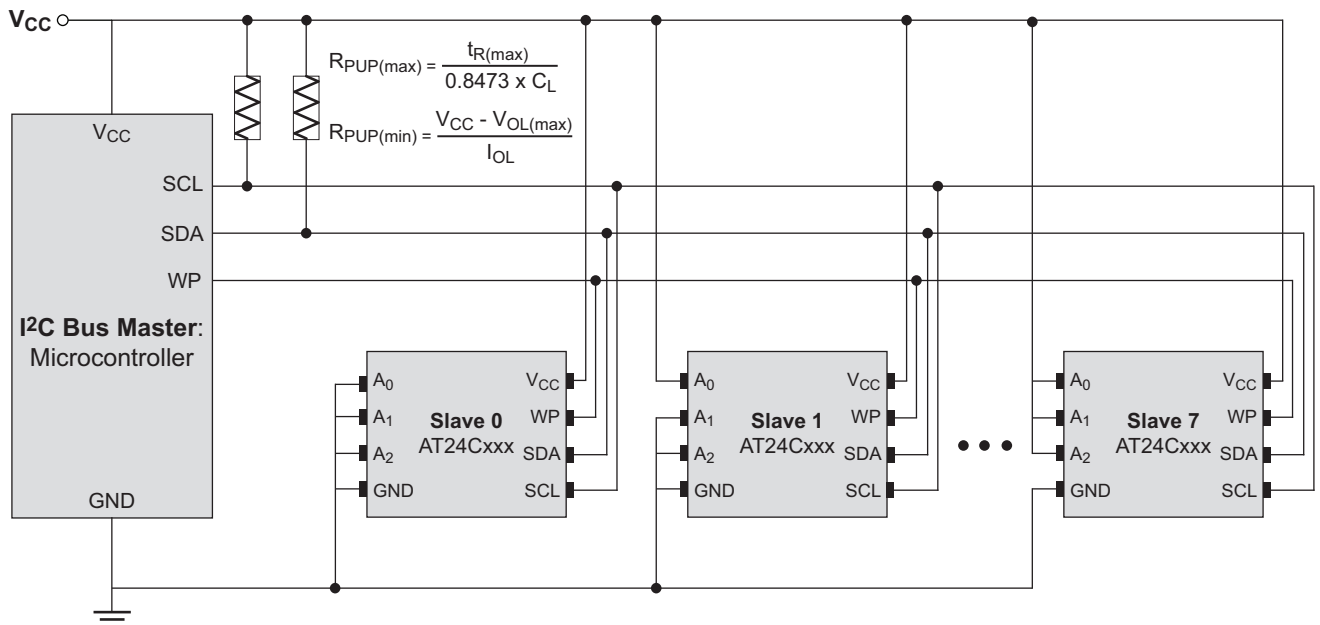 VCC
RPUP(max) = tR(max) / 0.8473 x CL
RPUP(min) = VCC - VOL(max) / IOL
VCC
SCL
SDA
WP
I2C Bus Master:
Microcontroller
GND
A0 VCC
A1 Slave 0 WP
A2 AT24Cxxx SDA
GND SCL
A0 VCC
A1 Slave 1 WP
A2 AT24Cxxx SDA
GND SCL
A0 VCC
A1 Slave 7 WP
A2 AT24Cxxx SDA
GND SCL